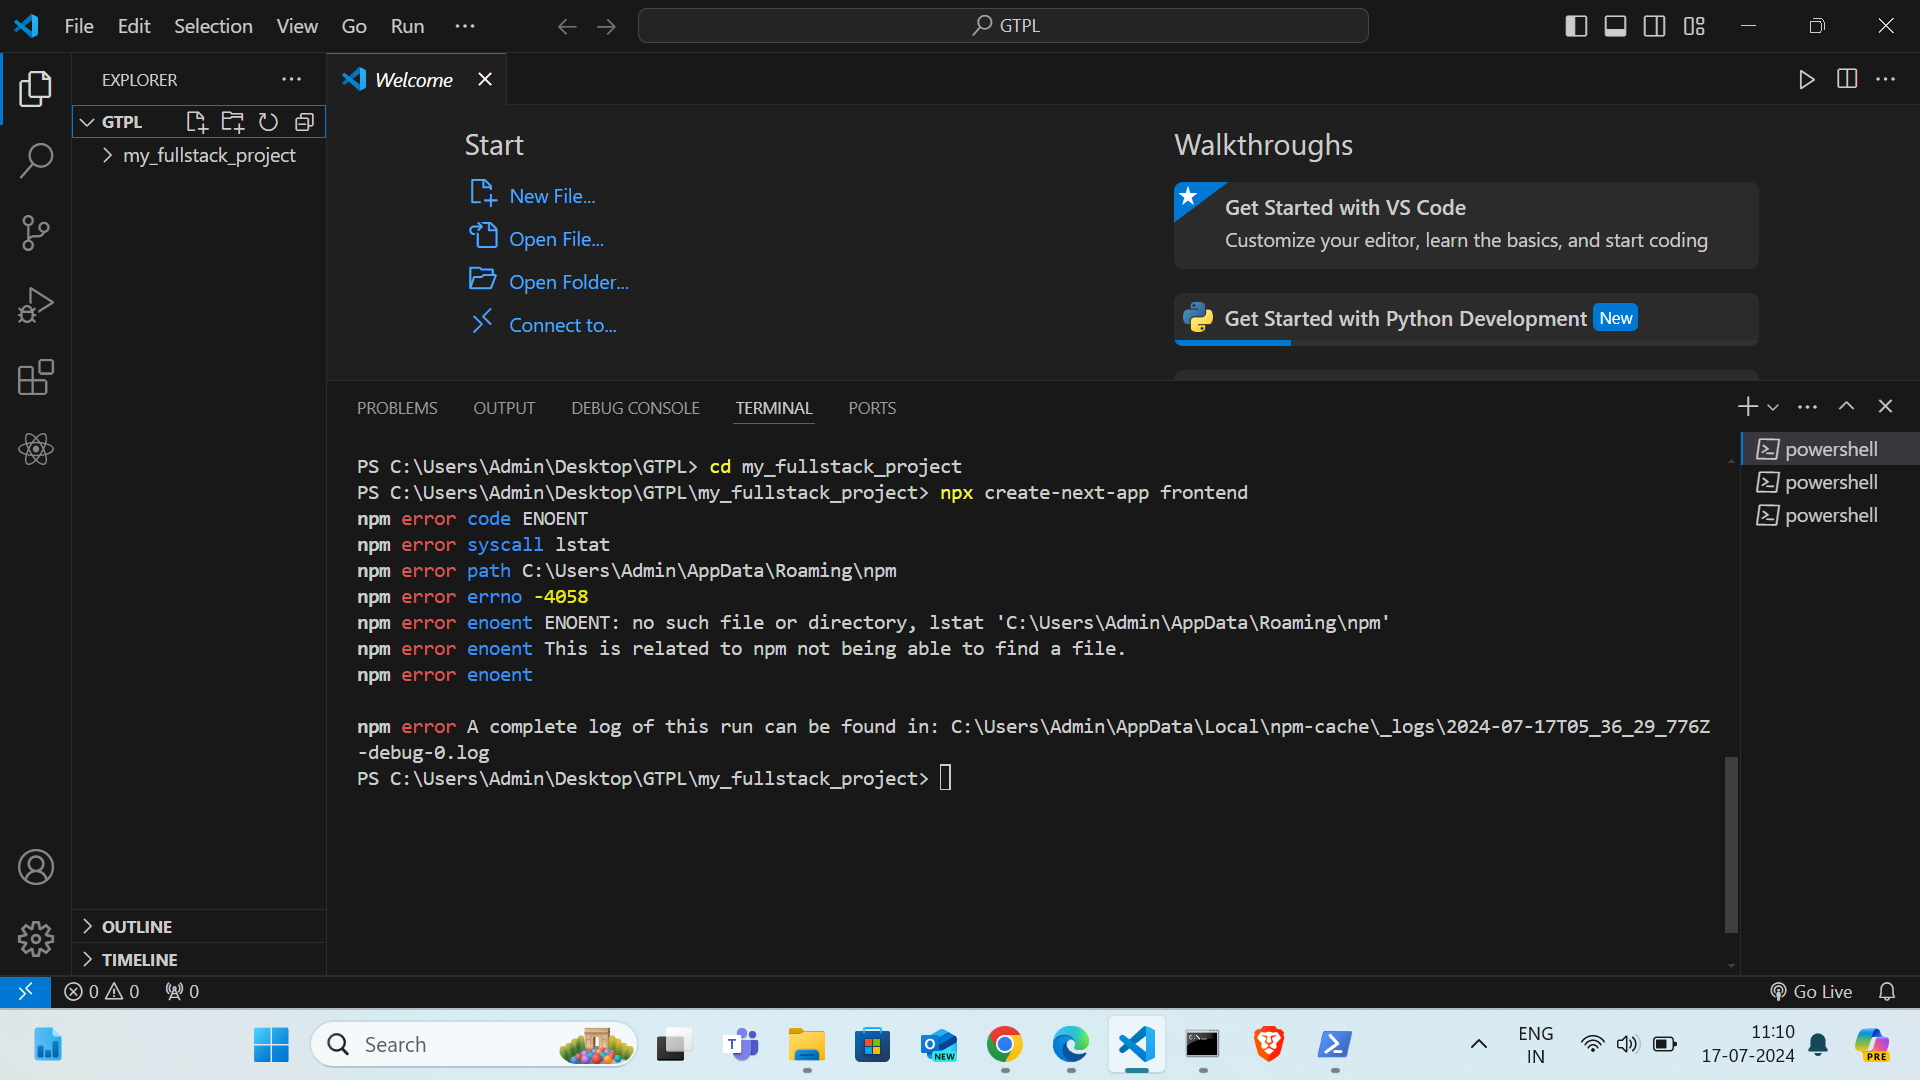 File Edit Selection View Go Run ···
GTPL
EXPLORER
GTPL
my_fullstack_project
OUTLINE
TIMELINE
Welcome
Start
New File...
Open File...
Open Folder...
Connect to...
Walkthroughs
Get Started with VS Code
Customize your editor, learn the basics, and start coding
Get Started with Python Development New
PROBLEMS OUTPUT DEBUG CONSOLE TERMINAL PORTS
PS C:\Users\Admin\Desktop\GTPL> cd my_fullstack_project
PS C:\Users\Admin\Desktop\GTPL\my_fullstack_project> npx create-next-app frontend
npm error code ENOENT
npm error syscall lstat
npm error path C:\Users\Admin\AppData\Roaming\npm
npm error errno -4058
npm error enoent ENOENT: no such file or directory, lstat 'C:\Users\Admin\AppData\Roaming\npm'
npm error enoent This is related to npm not being able to find a file.
npm error enoent
npm error A complete log of this run can be found in: C:\Users\Admin\AppData\Local\npm-cache\_logs\2024-07-17T05_36_29_776Z
-debug-0.log
PS C:\Users\Admin\Desktop\GTPL\my_fullstack_project>
powershell
powershell
powershell
0 0 0
Go Live
Search
NEW
ENG
IN
11:10
17-07-2024
PRE